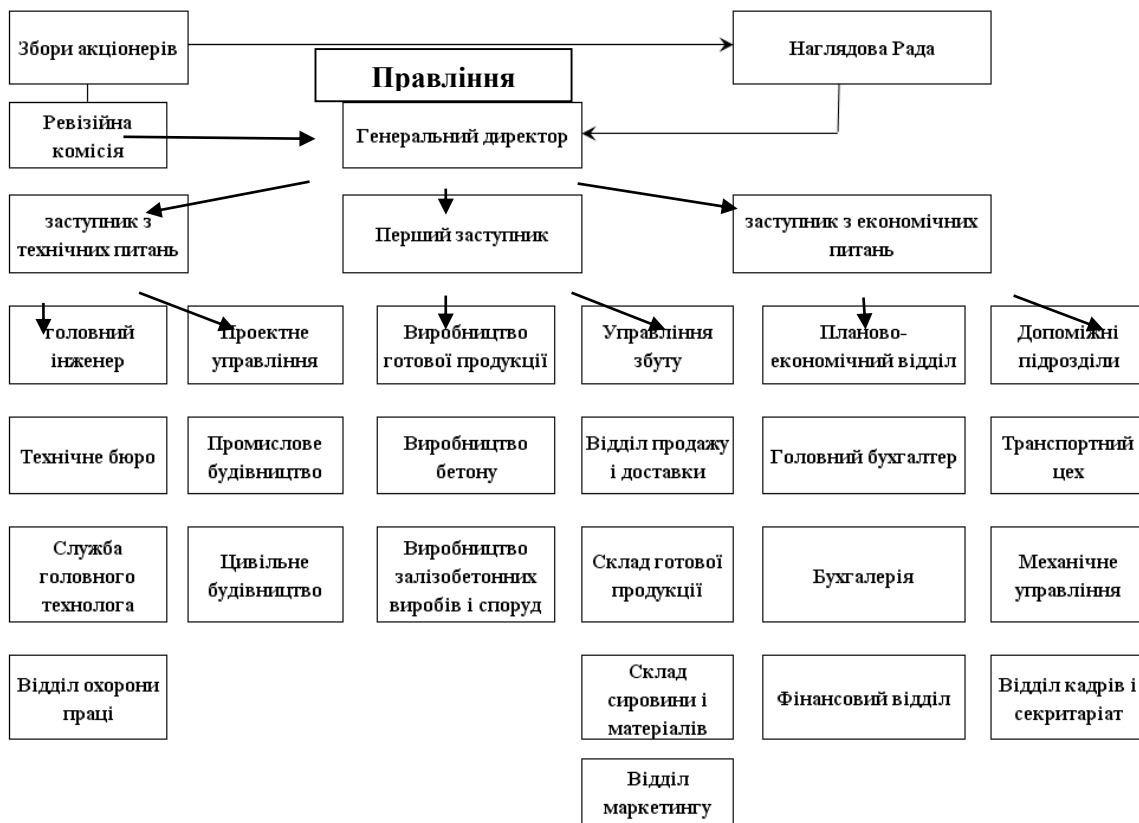 Збори акціонерів
Наглядова Рада
Правління
Ревізійна
комісія
Генеральний директор
заступник з
технічних питань
Перший заступник
заступник з економічних
питань
головний
інженер
Проектне
управління
Виробництво
готової продукції
Управління
збуту
Планово-
економічний відділ
Допоміжні
підрозділи
Технічне бюро
Промислове
будівництво
Виробництво
бетону
Відділ продажу
і доставки
Головний бухгалтер
Транспортний
цех
Служба
головного
технолога
Цивільне
будівництво
Виробництво
залізобетонних
виробів і споруд
Склад готової
продукції
Бухгалерія
Механічне
управління
Відділ охорони
праці
Склад
сировини і
матеріалів
Фінансовий відділ
Відділ кадрів і
секритаріат
Відділ
маркетингу